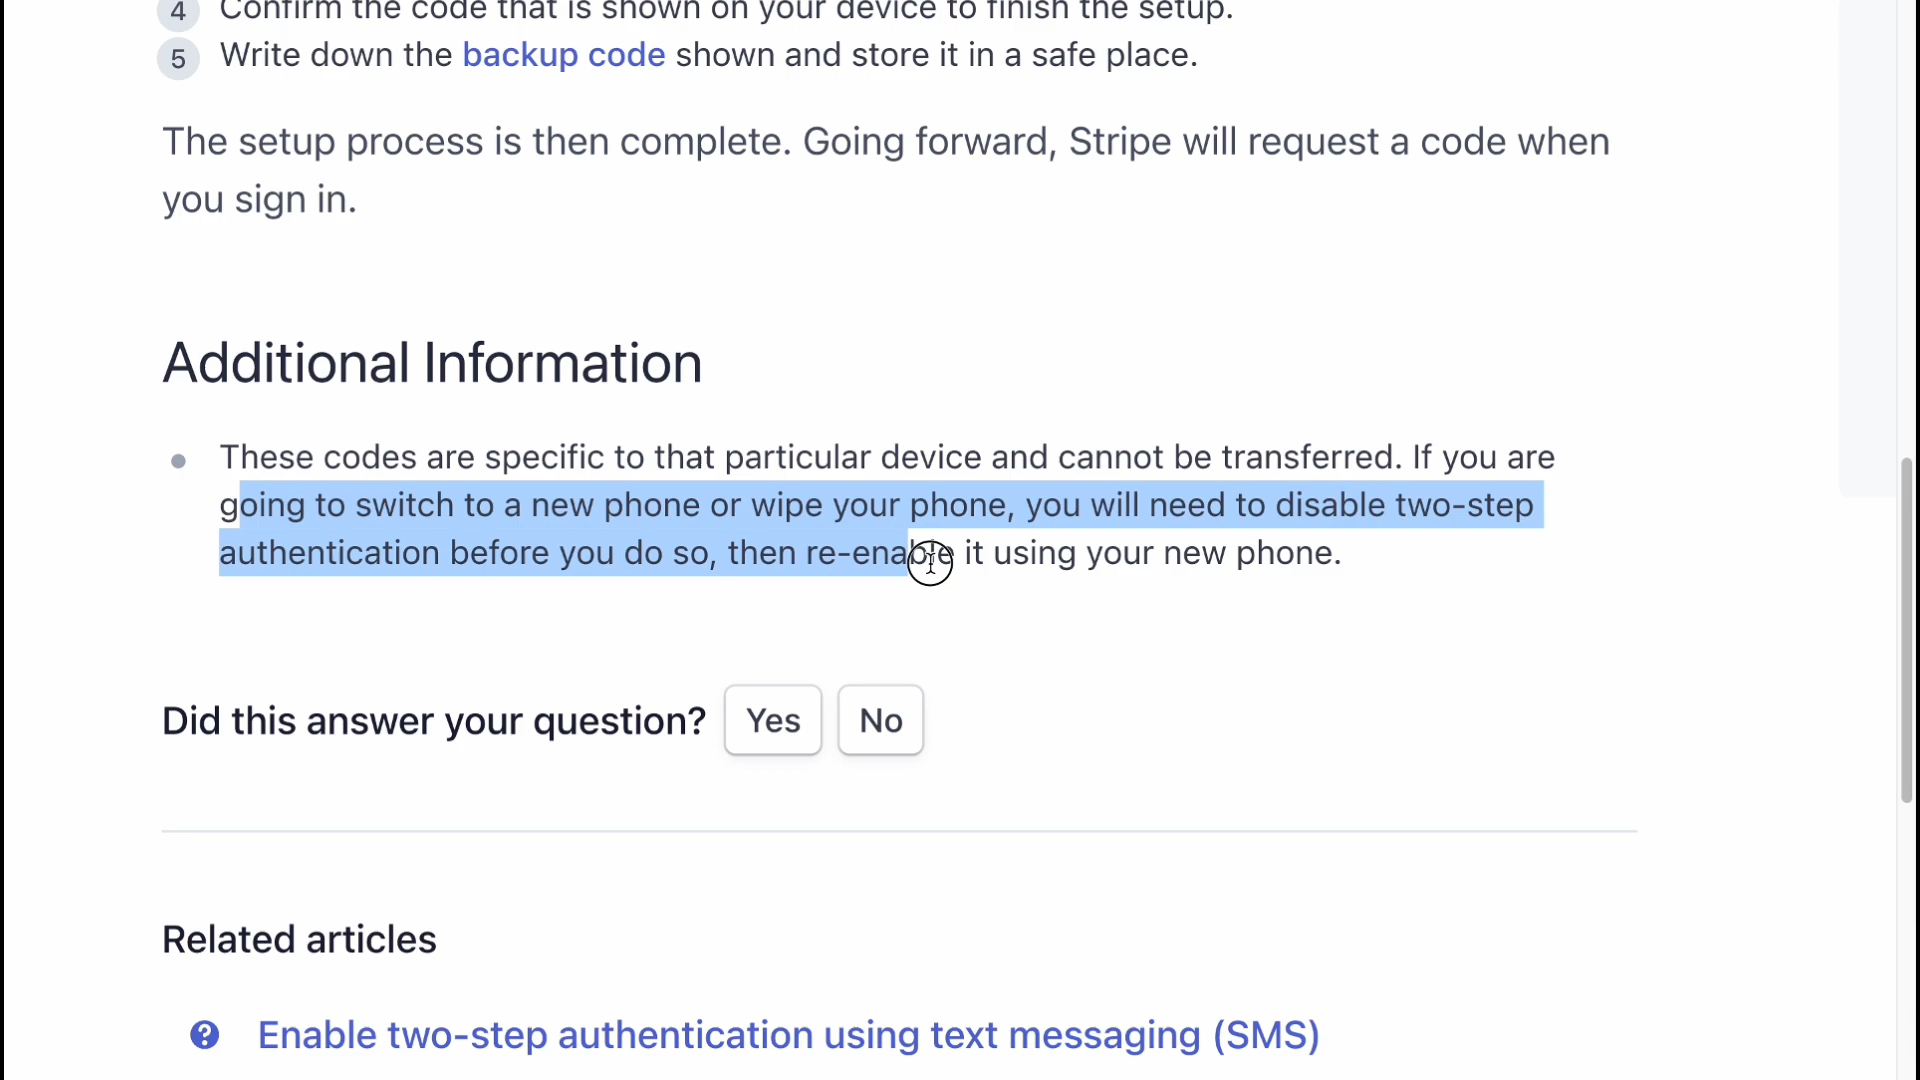 4 Confirm the code that is shown on your device to finish the setup.
5 Write down the backup code shown and store it in a safe place.
The setup process is then complete. Going forward, Stripe will request a code when
you sign in.
Additional Information
These codes are specific to that particular device and cannot be transferred. If you are
going to switch to a new phone or wipe your phone, you will need to disable two-step
authentication before you do so, then re-enable it using your new phone.
Did this answer your question? Yes No
Related articles
Enable two-step authentication using text messaging (SMS)